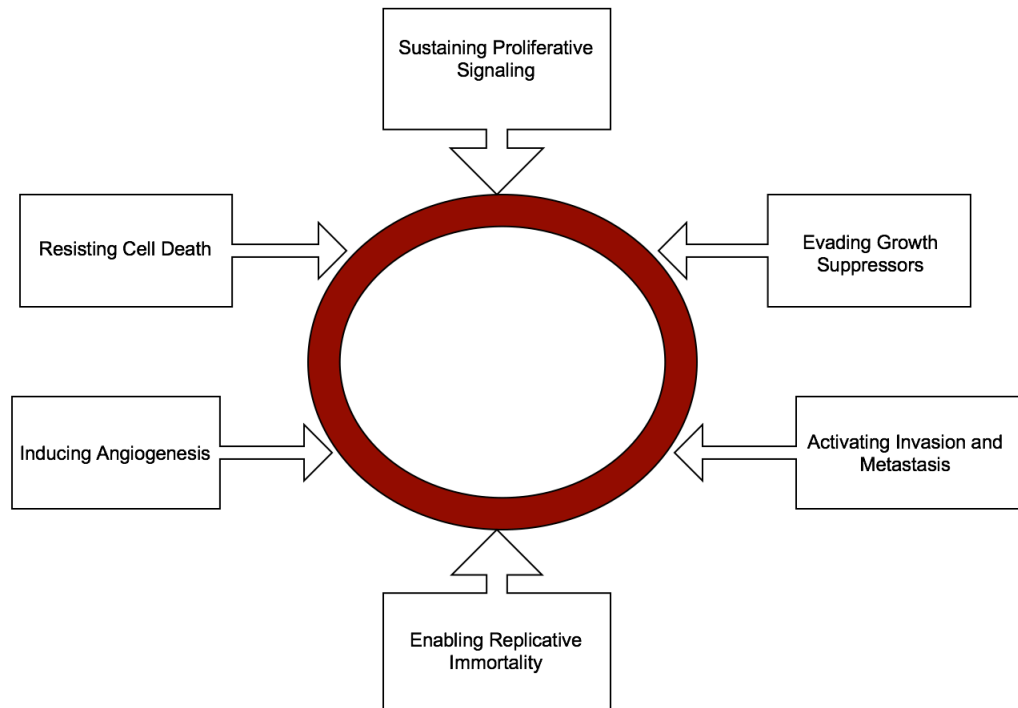 Sustaining Proliferative
Signaling
Resisting Cell Death
Evading Growth
Suppressors
Inducing Angiogenesis
Activating Invasion and
Metastasis
Enabling Replicative
Immortality